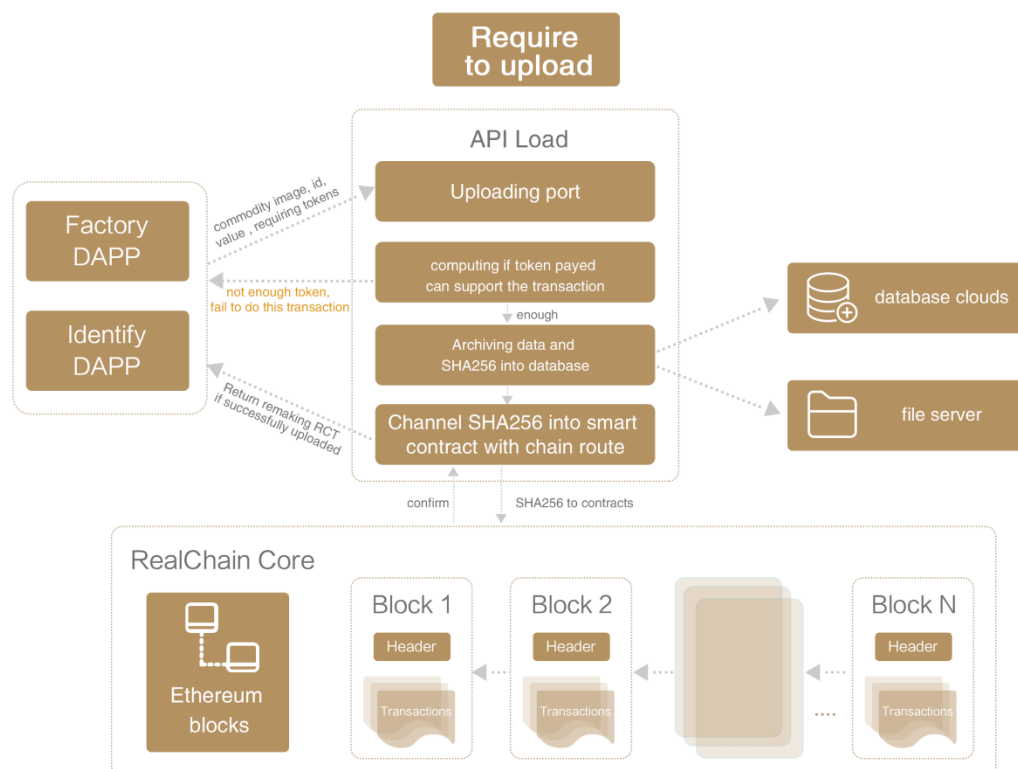 Require
to upload
API Load
Uploading port
commodity image, id,
value , requiring tokens
Factory
DAPP
computing if token payed
can support the transaction
not enough token,
fail to do this transaction
enough
database clouds
Identify
DAPP
Archiving data and
SHA256 into database
Return remaking RCT
if successfully uploaded
Channel SHA256 into smart
contract with chain route
file server
confirm
SHA256 to contracts
RealChain Core
Block 1
Block 2
Block N
Header
Header
Header
Ethereum
blocks
Transactions
Transactions
....
Transactions